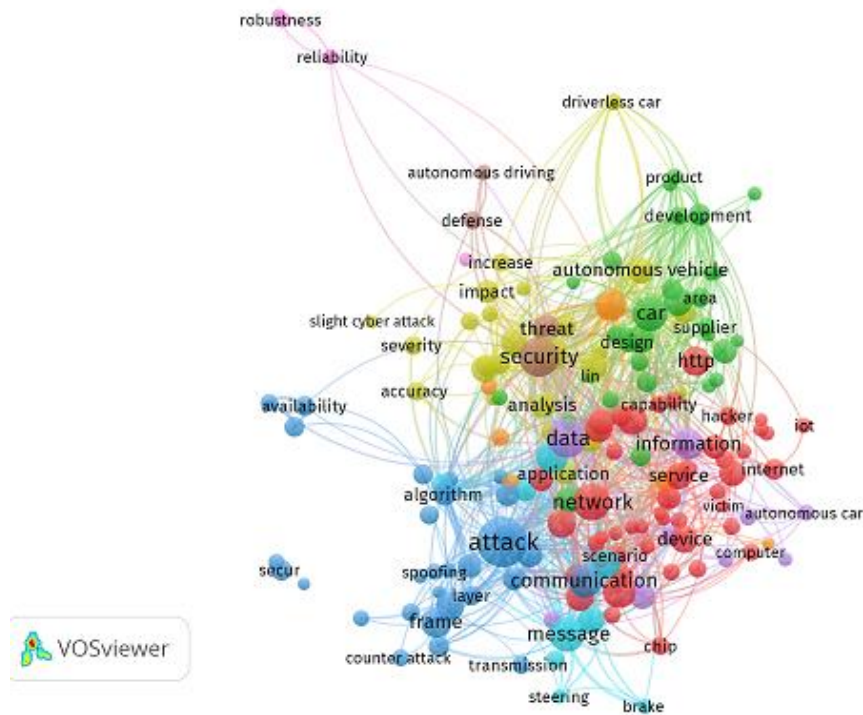 robustness
reliability
driverless car
autonomous driving
product
defense
development
increase
autonomous vehicle
impact
area
slight cyber attack
threat
car
supplier
severity
security
design
http
lin
accuracy
availability
analysis
capability
hacker
iot
data
information
algorithm
application
service
internet
network
victim
autonomous car
attack
device
scenario
computer
secur
spoofing
communication
layer
frame
message
chip
counter attack
transmission
steering
brake
VOSviewer